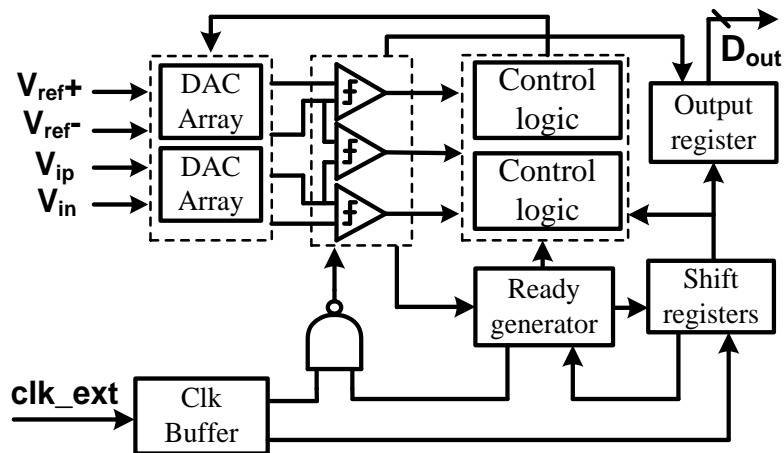 Vref+
Vref-
Vip
Vin
DAC
Array
DAC
Array
Control
logic
Control
logic
Dout
Output
register
Ready
generator
Shift
registers
clk_ext
Clk
Buffer